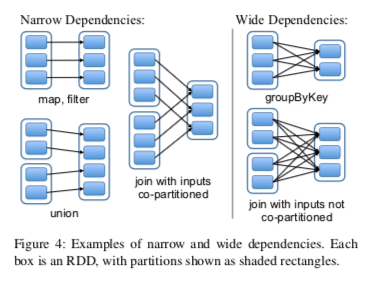 Narrow Dependencies:
Wide Dependencies:
map, filter
groupByKey
union
join with inputs
co-partitioned
join with inputs not
co-partitioned
Figure 4: Examples of narrow and wide dependencies. Each
box is an RDD, with partitions shown as shaded rectangles.